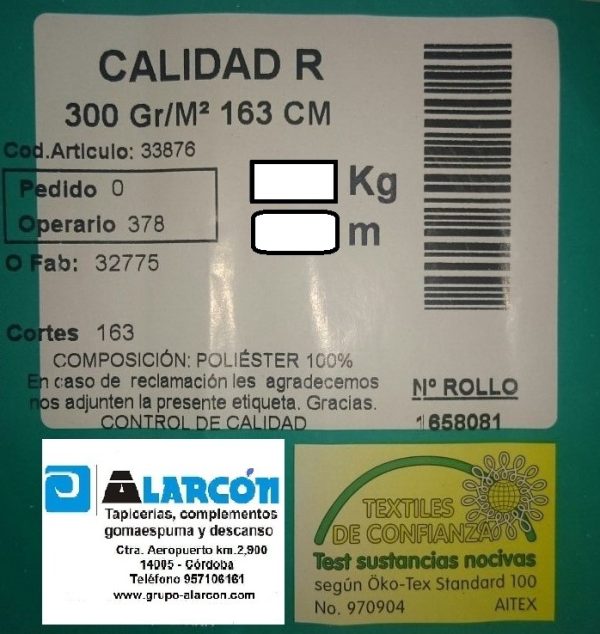 CALIDAD R
300 Gr/M² 163 CM
Cod.Articulo: 33876
Pedido 0
Operario 378
Kg
m
O Fab: 32775
Cortes 163
COMPOSICIÓN: POLIÉSTER 100%
En caso de reclamación les agradecemos
nos adjunten la presente etiqueta. Gracias.
CONTROL DE CALIDAD
Nº ROLLO
1658081
ALARCÓN
Tapicerias, complementos
gomaespuma y descanso
Ctra. Aeropuerto km.2,900
14005 - Córdoba
Teléfono 957106161
www.grupo-alarcon.com
TEXTILES
DE CONFIANZA
Test sustancias nocivas
según Öko-Tex Standard 100
No. 970904 AITEX